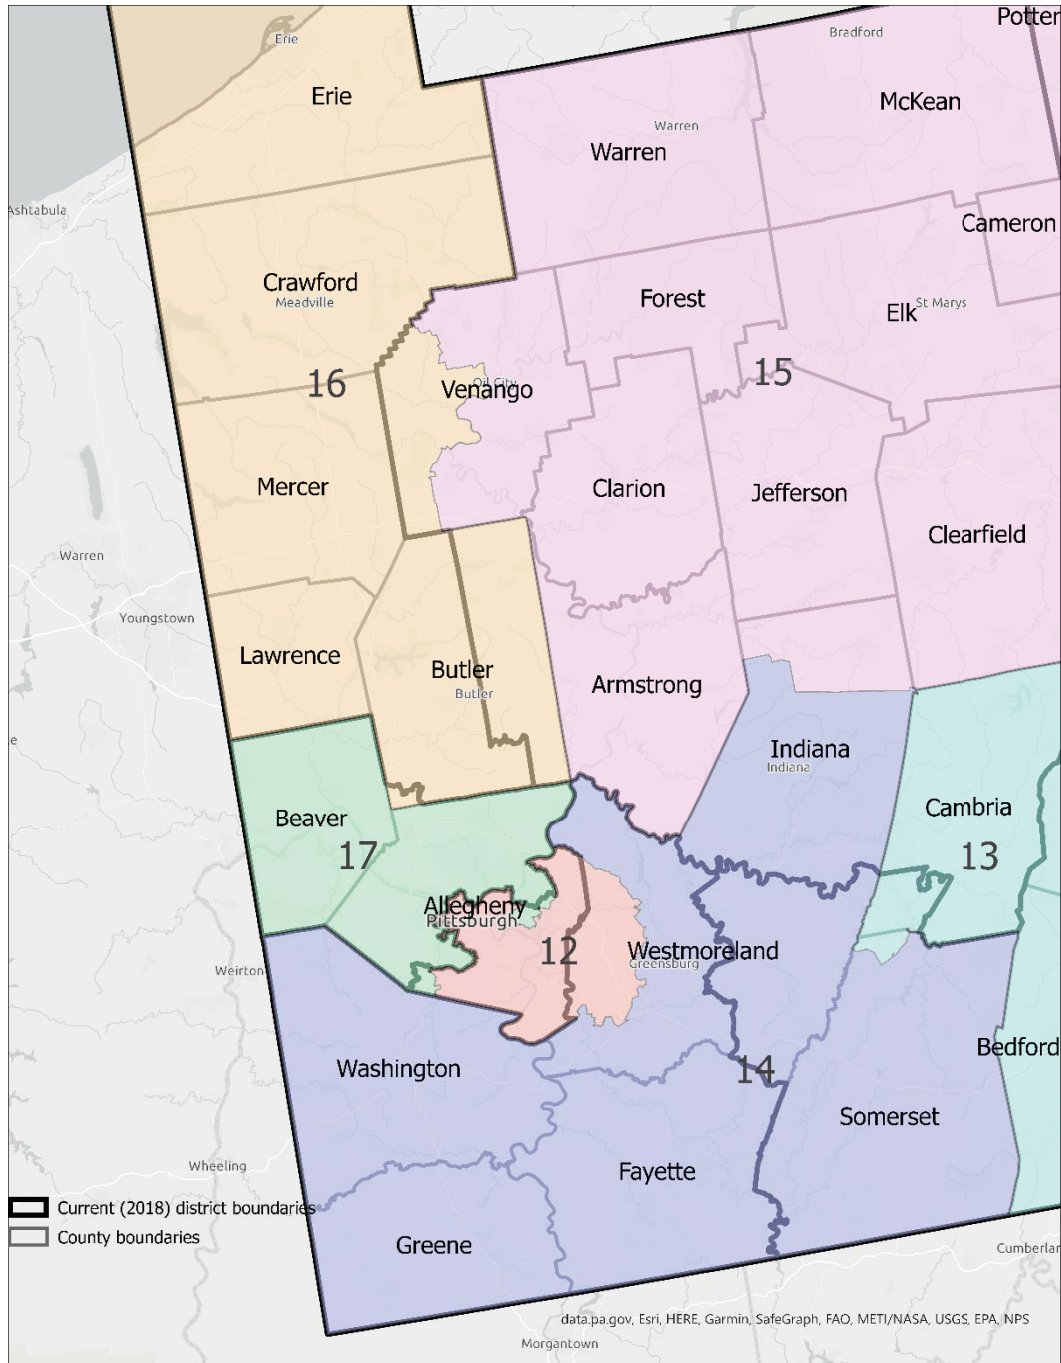 Potter
Bradford
Erie
Erie
McKean
Warren
Warren
Ashtabula
Cameron
Crawford
Meadville
Forest
Elk
St Marys
16
15
Oil City
Venango
Mercer
Clarion
Jefferson
Clearfield
Warren
Youngstown
Lawrence
Butler
Butler
Armstrong
Indiana
Indiana
Beaver
Cambria
17
13
Allegheny
Pittsburgh
12
Westmoreland
Greensburg
Weirton
Washington
14
Bedford
Somerset
Wheeling
Fayette
Current (2018) district boundaries
County boundaries
Greene
Cumberlar
data.pa.gov, Esri, HERE, Garmin, SafeGraph, FAO, METI/NASA, USGS, EPA, NPS
Morgantown